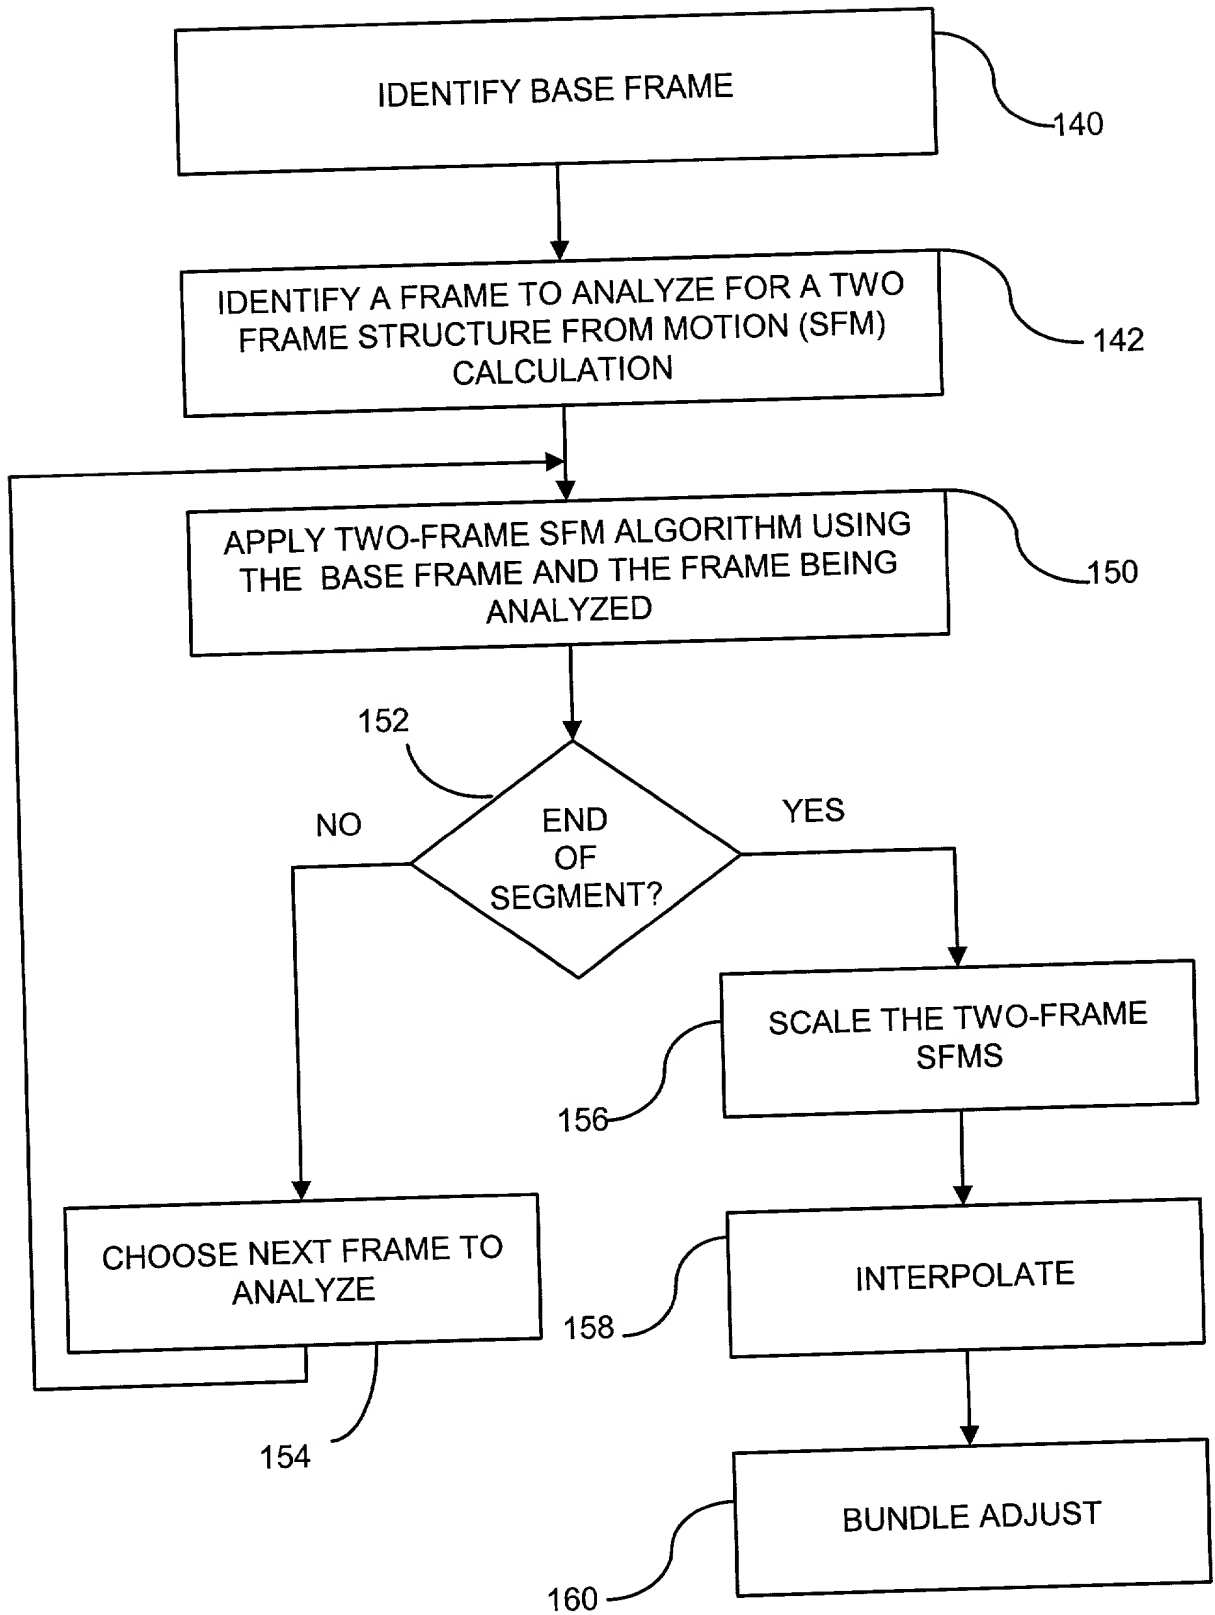 IDENTIFY BASE FRAME
140
IDENTIFY A FRAME TO ANALYZE FOR A TWO
FRAME STRUCTURE FROM MOTION (SFM)
CALCULATION
142
APPLY TWO-FRAME SFM ALGORITHM USING
THE BASE FRAME AND THE FRAME BEING
ANALYZED
150
152
NO
END
OF
SEGMENT?
YES
SCALE THE TWO-FRAME
SFMS
156
CHOOSE NEXT FRAME TO
ANALYZE
154
INTERPOLATE
158
BUNDLE ADJUST
160